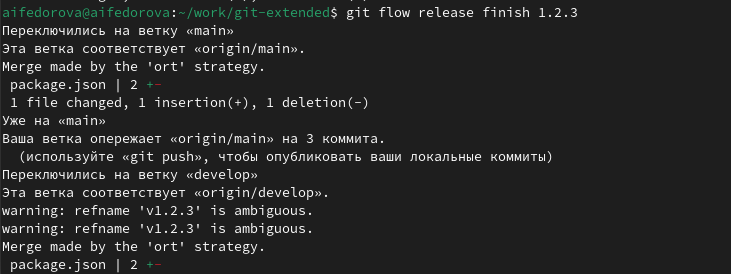 aifedorova@aifedorova:~/work/git-extended$ git flow release finish 1.2.3
Переключились на ветку «main»
Эта ветка соответствует «origin/main».
Merge made by the 'ort' strategy.
 package.json | 2 +-
 1 file changed, 1 insertion(+), 1 deletion(-)
Уже на «main»
Ваша ветка опережает «origin/main» на 3 коммита.
  (используйте «git push», чтобы опубликовать ваши локальные коммиты)
Переключились на ветку «develop»
Эта ветка соответствует «origin/develop».
warning: refname 'v1.2.3' is ambiguous.
warning: refname 'v1.2.3' is ambiguous.
Merge made by the 'ort' strategy.
 package.json | 2 +-